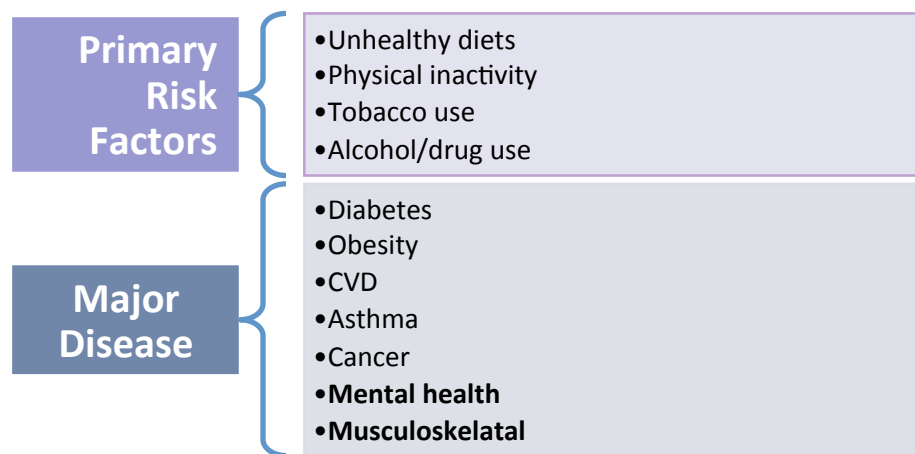 Primary
Risk
Factors
•Unhealthy diets
•Physical inactivity
•Tobacco use
•Alcohol/drug use
Major
Disease
•Diabetes
•Obesity
•CVD
•Asthma
•Cancer
•Mental health
•Musculoskelatal